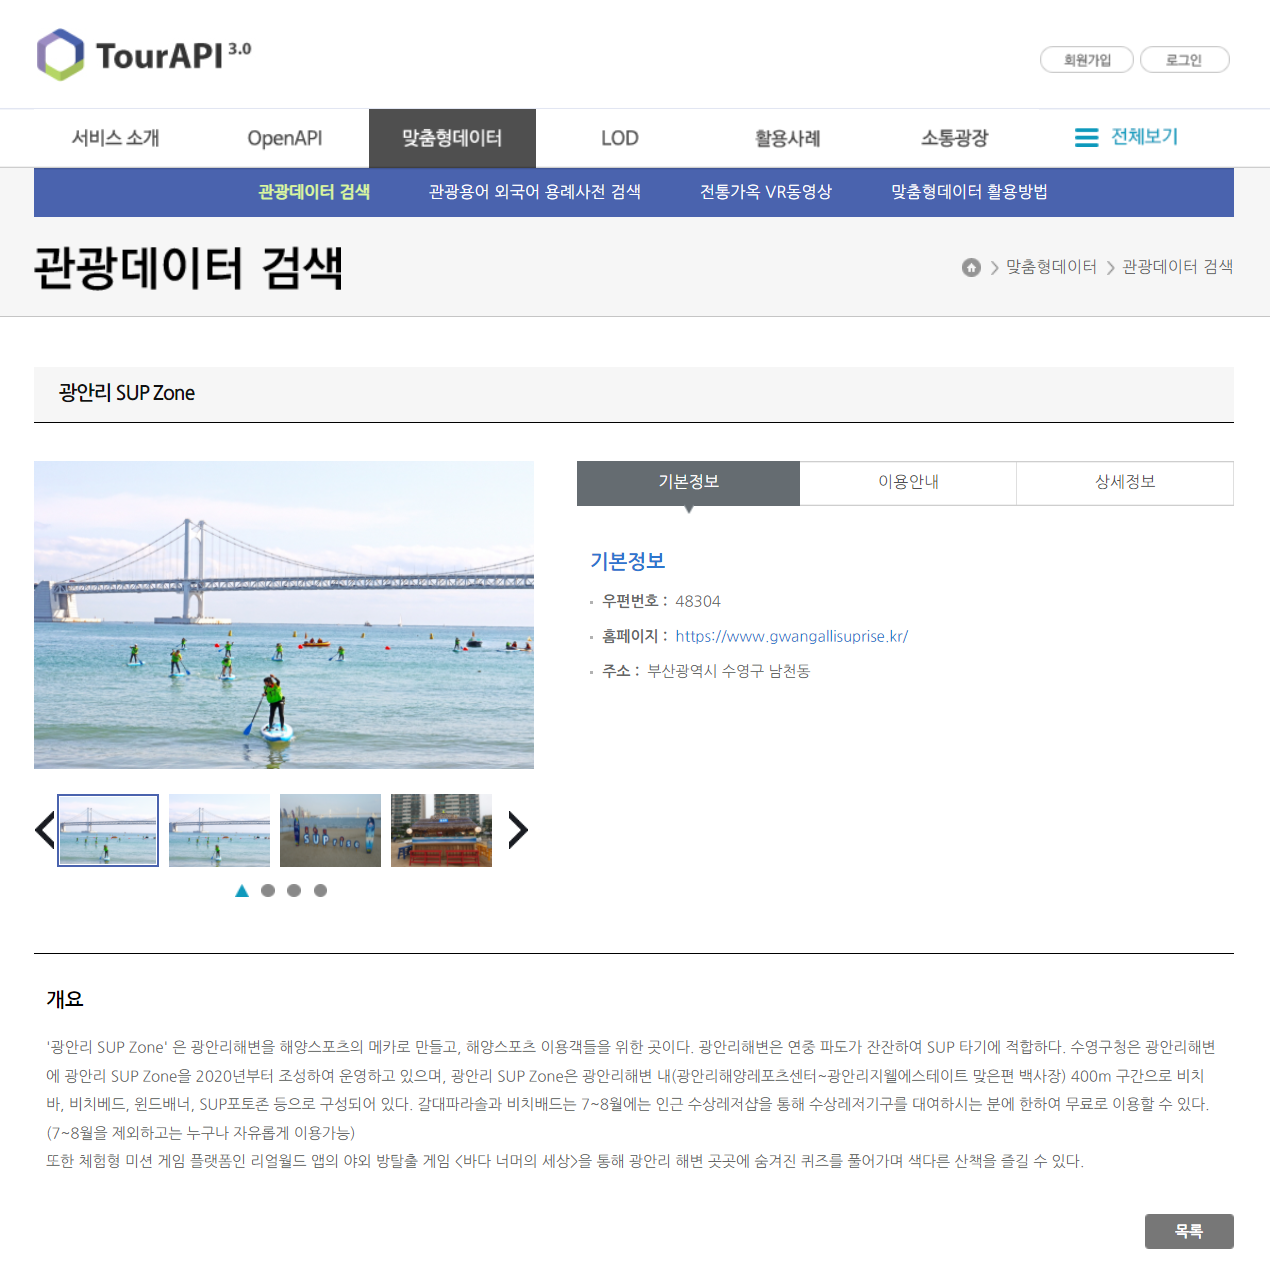 TourAPI 3.0
회원가입
로그인
서비스 소개
OpenAPI
맞춤형데이터
LOD
활용사례
소통광장
전체보기
관광데이터 검색
관광용어 외국어 용례사전 검색
전통가옥 VR동영상
맞춤형데이터 활용방법
관광데이터 검색
맞춤형데이터
관광데이터 검색
광안리 SUP Zone
기본정보
이용안내
상세정보
기본정보
우편번호 : 48304
홈페이지 : https://www.gwangallisuprise.kr/
주소 : 부산광역시 수영구 남천동
SUPrise
개요
'광안리 SUP Zone' 은 광안리해변을 해양스포츠의 메카로 만들고, 해양스포츠 이용객들을 위한 곳이다. 광안리해변은 연중 파도가 잔잔하여 SUP 타기에 적합하다. 수영구청은 광안리해변
에 광안리 SUP Zone을 2020년부터 조성하여 운영하고 있으며, 광안리 SUP Zone은 광안리해변 내(광안리해양레포츠센터~광안리지웰에스테이트 맞은편 백사장) 400m 구간으로 비치
바, 비치베드, 윈드배너, SUP포토존 등으로 구성되어 있다. 갈대파라솔과 비치배드는 7~8월에는 인근 수상레저샵을 통해 수상레저기구를 대여하시는 분에 한하여 무료로 이용할 수 있다.
(7~8월을 제외하고는 누구나 자유롭게 이용가능)
또한 체험형 미션 게임 플랫폼인 리얼월드 앱의 야외 방탈출 게임 <바다 너머의 세상>을 통해 광안리 해변 곳곳에 숨겨진 퀴즈를 풀어가며 색다른 산책을 즐길 수 있다.
목록